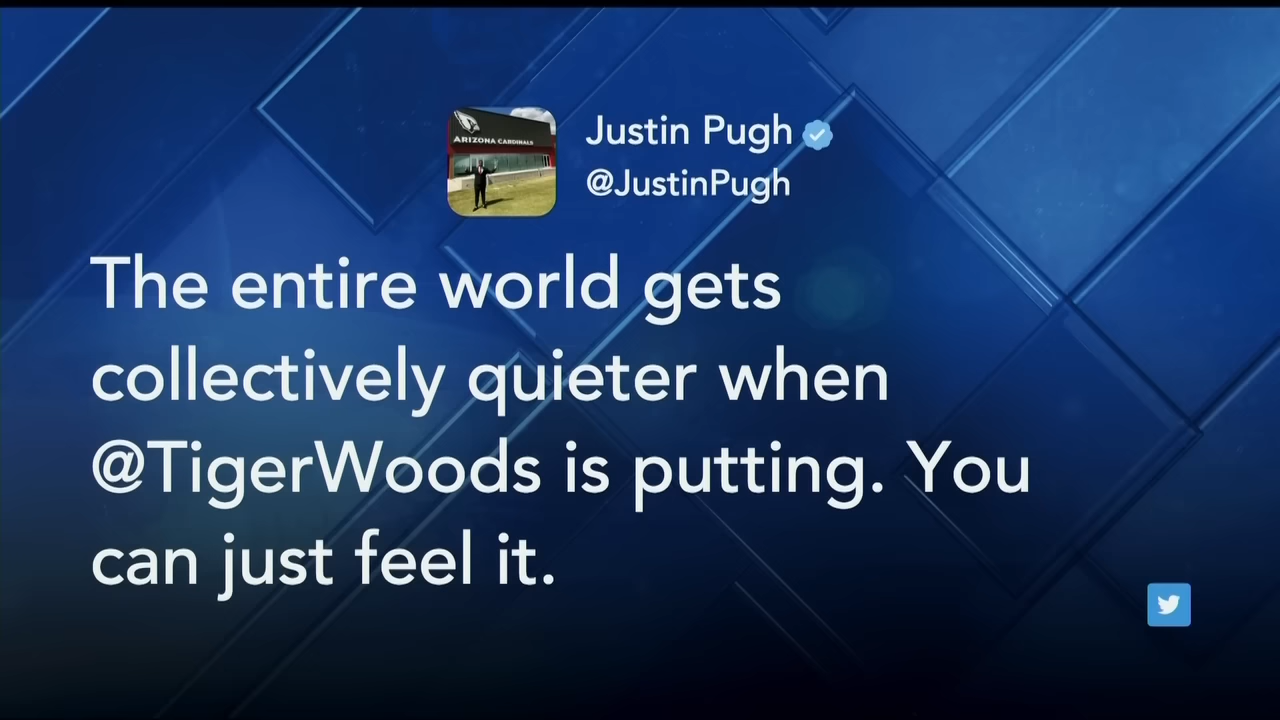 ARIZONA CARDINALS
Justin Pugh
@JustinPugh
The entire world gets
collectively quieter when
@TigerWoods is putting. You
can just feel it.